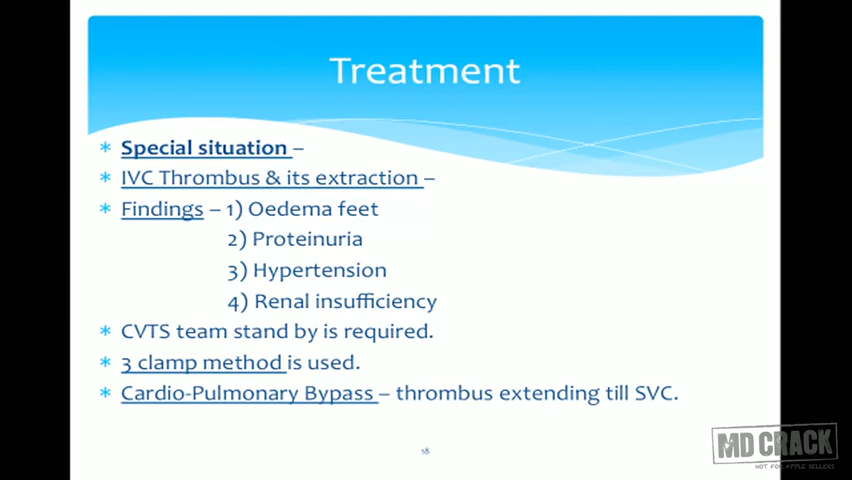 Treatment
* Special situation –
* IVC Thrombus & its extraction –
* Findings – 1) Oedema feet
2) Proteinuria
3) Hypertension
4) Renal insufficiency
* CVTS team stand by is required.
* 3 clamp method is used.
* Cardio-Pulmonary Bypass – thrombus extending till SVC.
18
MD CRACK
NOT FOR APPLE SELLERS